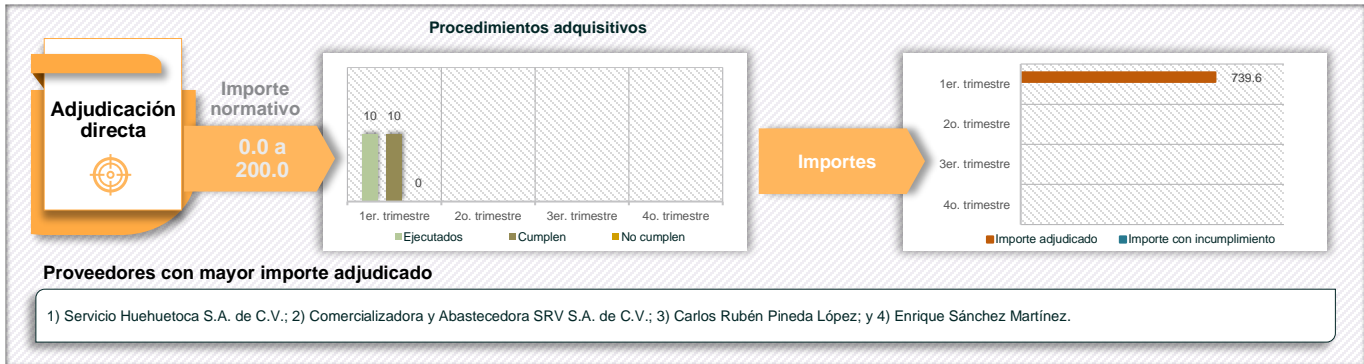 Procedimientos adquisitivos
Adjudicación
directa
Importe
normativo
0.0 a
200.0
10 10
0
1er. trimestre 2o. trimestre 3er. trimestre 4o. trimestre
Ejecutados Cumplen No cumplen
Importes
1er. trimestre 739.6
2o. trimestre
3er. trimestre
4o. trimestre
Importe adjudicado Importe con incumplimiento
Proveedores con mayor importe adjudicado
1) Servicio Huehuetoca S.A. de C.V.; 2) Comercializadora y Abastecedora SRV S.A. de C.V.; 3) Carlos Rubén Pineda López; y 4) Enrique Sánchez Martínez.